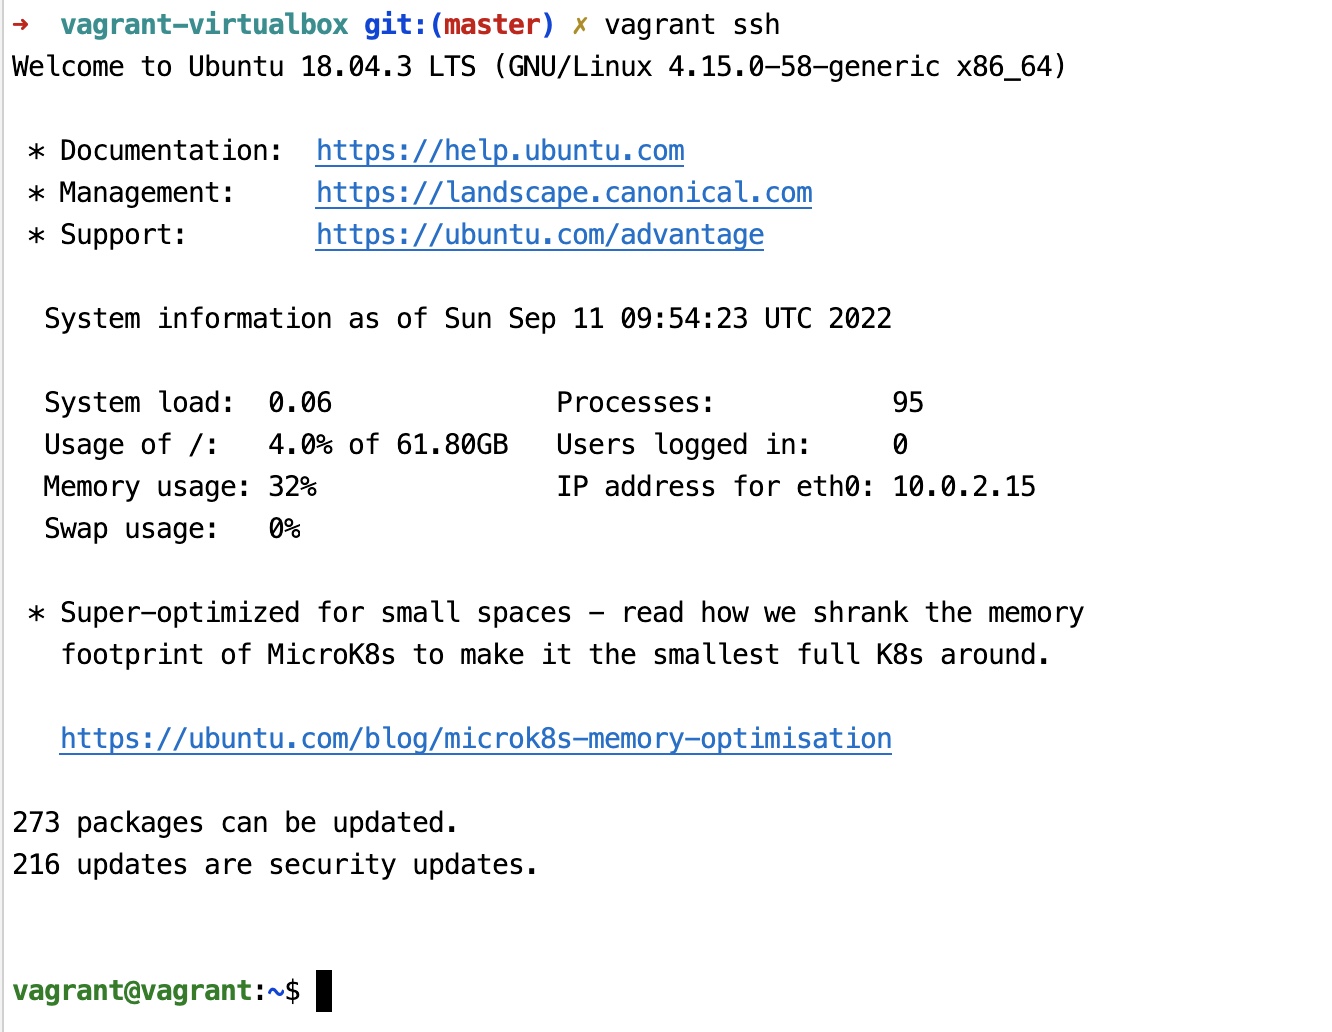 ➜  vagrant-virtualbox git:(master) ✗ vagrant ssh
Welcome to Ubuntu 18.04.3 LTS (GNU/Linux 4.15.0-58-generic x86_64)

 * Documentation:  https://help.ubuntu.com
 * Management:     https://landscape.canonical.com
 * Support:        https://ubuntu.com/advantage

  System information as of Sun Sep 11 09:54:23 UTC 2022

  System load:  0.06              Processes:           95
  Usage of /:   4.0% of 61.80GB   Users logged in:     0
  Memory usage: 32%               IP address for eth0: 10.0.2.15
  Swap usage:   0%

 * Super-optimized for small spaces - read how we shrank the memory
   footprint of MicroK8s to make it the smallest full K8s around.

   https://ubuntu.com/blog/microk8s-memory-optimisation

273 packages can be updated.
216 updates are security updates.

vagrant@vagrant:~$